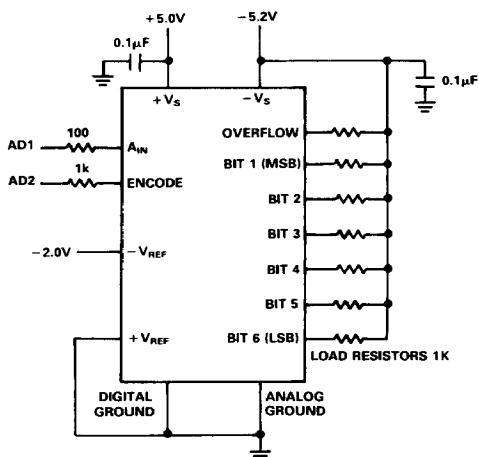 +5.0V
−5.2V
0.1µF
0.1µF
+VS
−VS
100
AD1
AIN
OVERFLOW
1k
BIT 1 (MSB)
AD2
ENCODE
BIT 2
BIT 3
−2.0V
−VREF
BIT 4
BIT 5
+VREF
BIT 6 (LSB)
LOAD RESISTORS 1K
DIGITAL GROUND
ANALOG GROUND